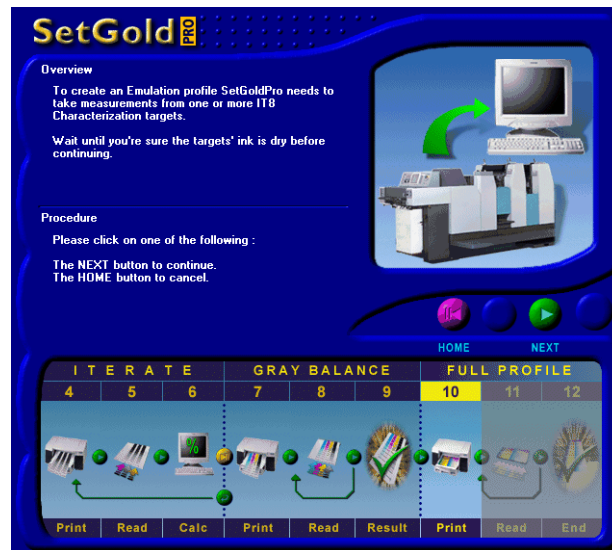 SetGold PRO
Overview
To create an Emulation profile SetGoldPro needs to
take measurements from one or more IT8
Characterization targets.
Wait until you're sure the targets' ink is dry before
continuing.
Procedure
Please click on one of the following :
The NEXT button to continue.
The HOME button to cancel.
HOME NEXT
ITERATE GRAY BALANCE FULL PROFILE
4 5 6 7 8 9 10 11 12
%
Print Read Calc Print Read Result Print Read End